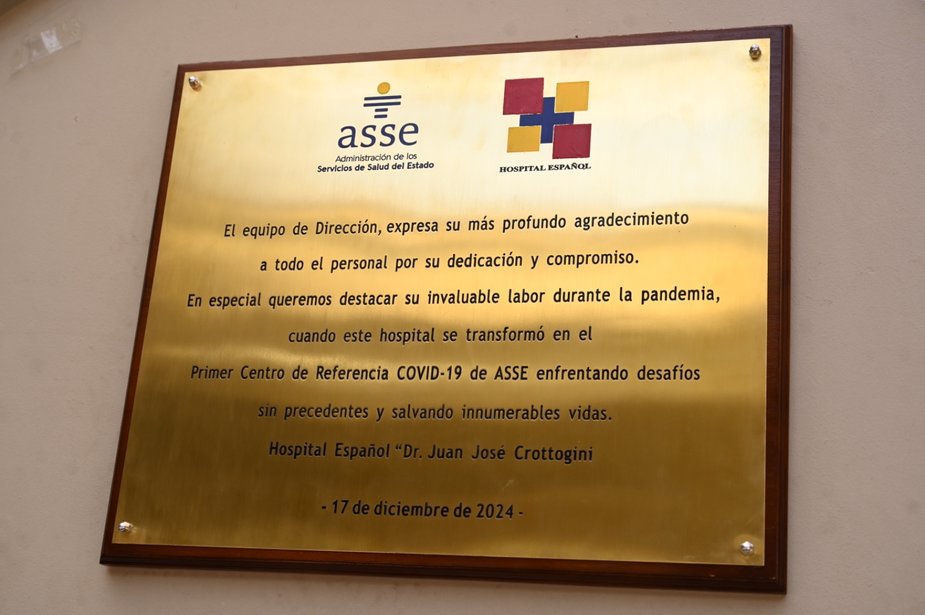 asse
Administración de los
Servicios de Salud del Estado
HOSPITAL ESPAÑOL
El equipo de Dirección, expresa su más profundo agradecimiento
a todo el personal por su dedicación y compromiso.
En especial queremos destacar su invaluable labor durante la pandemia,
cuando este hospital se transformó en el
Primer Centro de Referencia COVID-19 de ASSE enfrentando desafíos
sin precedentes y salvando innumerables vidas.
Hospital Español “Dr. Juan José Crottogini
- 17 de diciembre de 2024 -